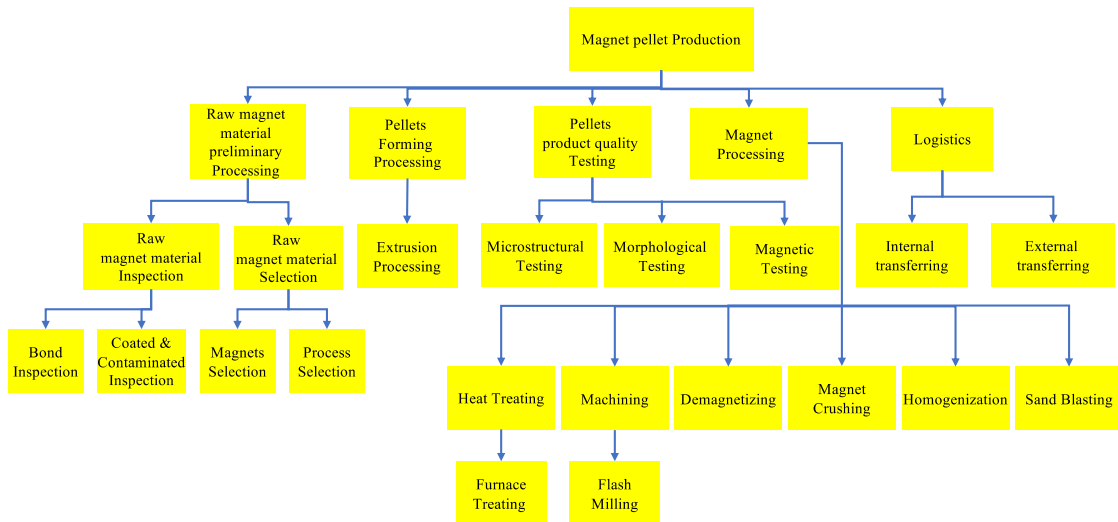 Magnet pellet Production
Raw magnet
material
preliminary
Processing
Pellets
Forming
Processing
Pellets
product quality
Testing
Magnet
Processing
Logistics
Raw
magnet material
Inspection
Raw
magnet material
Selection
Extrusion
Processing
Microstructural
Testing
Morphological
Testing
Magnetic
Testing
Internal
transferring
External
transferring
Bond
Inspection
Coated &
Contaminated
Inspection
Magnets
Selection
Process
Selection
Heat Treating
Machining
Demagnetizing
Magnet
Crushing
Homogenization
Sand Blasting
Furnace
Treating
Flash
Milling